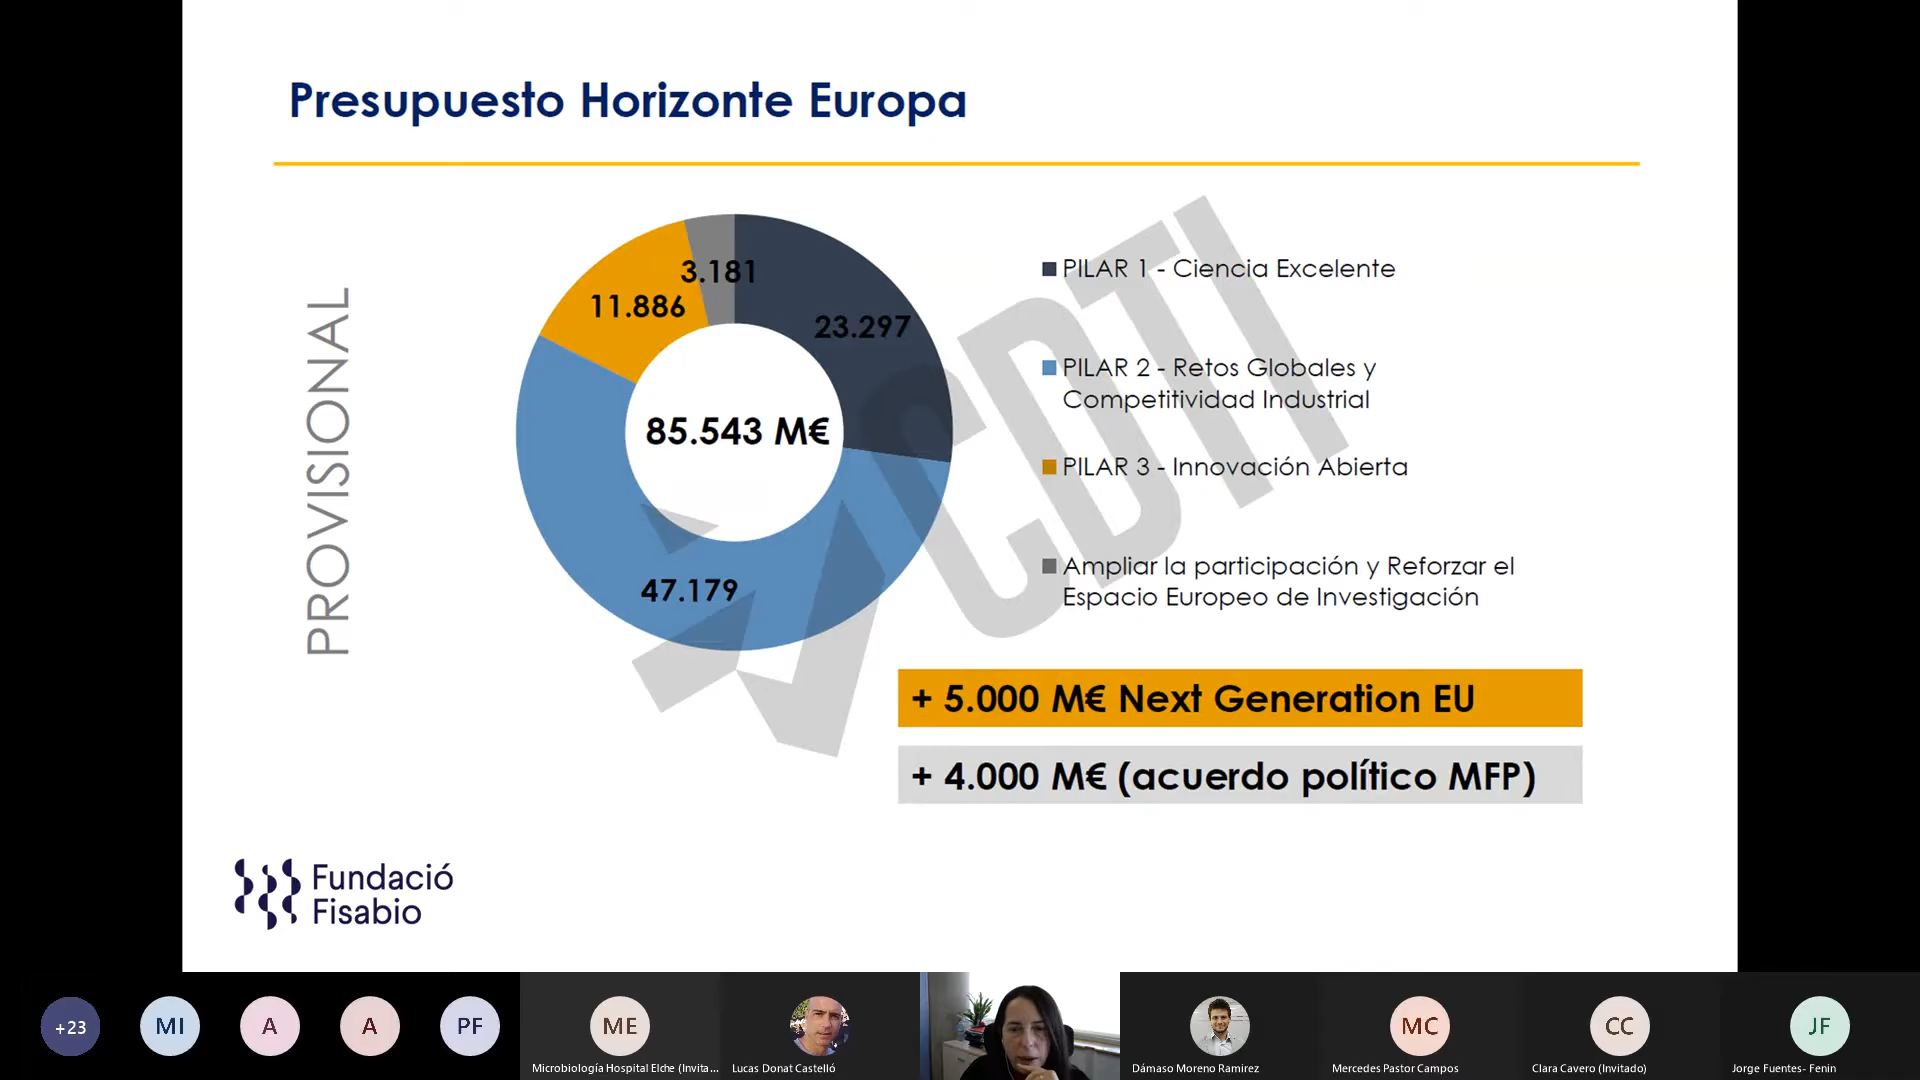 Presupuesto Horizonte Europa
PROVISIONAL
3.181
11.886
23.297
85.543 M€
47.179
PILAR 1 - Ciencia Excelente
PILAR 2 - Retos Globales y
Competitividad Industrial
PILAR 3 - Innovación Abierta
Ampliar la participación y Reforzar el
Espacio Europeo de Investigación
CDTI
+ 5.000 M€ Next Generation EU
+ 4.000 M€ (acuerdo político MFP)
Fundació
Fisabio
+23
MI
A
A
PF
ME
MC
CC
JF
Microbiología Hospital Elche (Invita...
Lucas Donat Castelló
Dámaso Moreno Ramirez
Mercedes Pastor Campos
Clara Cavero (Invitado)
Jorge Fuentes- Fenin